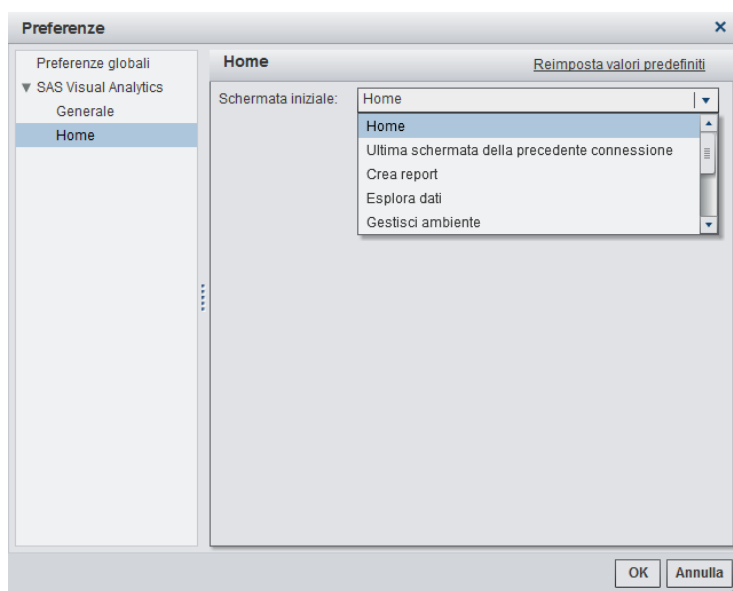 Preferenze
Preferenze globali
SAS Visual Analytics
Generale
Home
Home
Reimposta valori predefiniti
Schermata iniziale:
Home
Home
Ultima schermata della precedente connessione
Crea report
Esplora dati
Gestisci ambiente
OK
Annulla